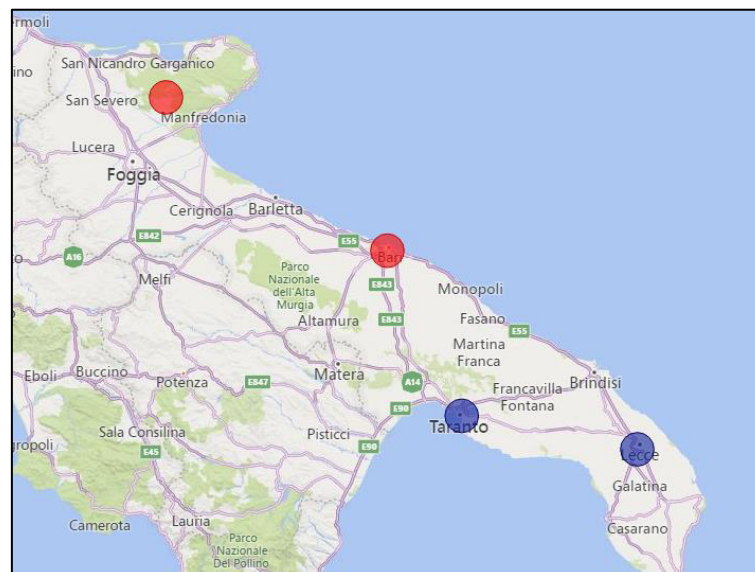 ermoli
San Nicandro Garganico
ino
San Severo
Manfredonia
Lucera
Foggia
Cerignola
Barletta
E842
E55
A16
Bari
Melfi
Parco
Nazionale
dell'Alta
Murgia
E843
Monopoli
Altamura
E843
Fasano
E55
Martina
Franca
Matera
A14
Brindisi
Eboli
Buccino
Potenza
E847
Francavilla
Fontana
E90
Taranto
Sala Consilina
Pisticci
E90
Lecce
gropoli
E45
Galatina
Camerota
Lauria
Casarano
Parco
Nazionale
Del Pollino